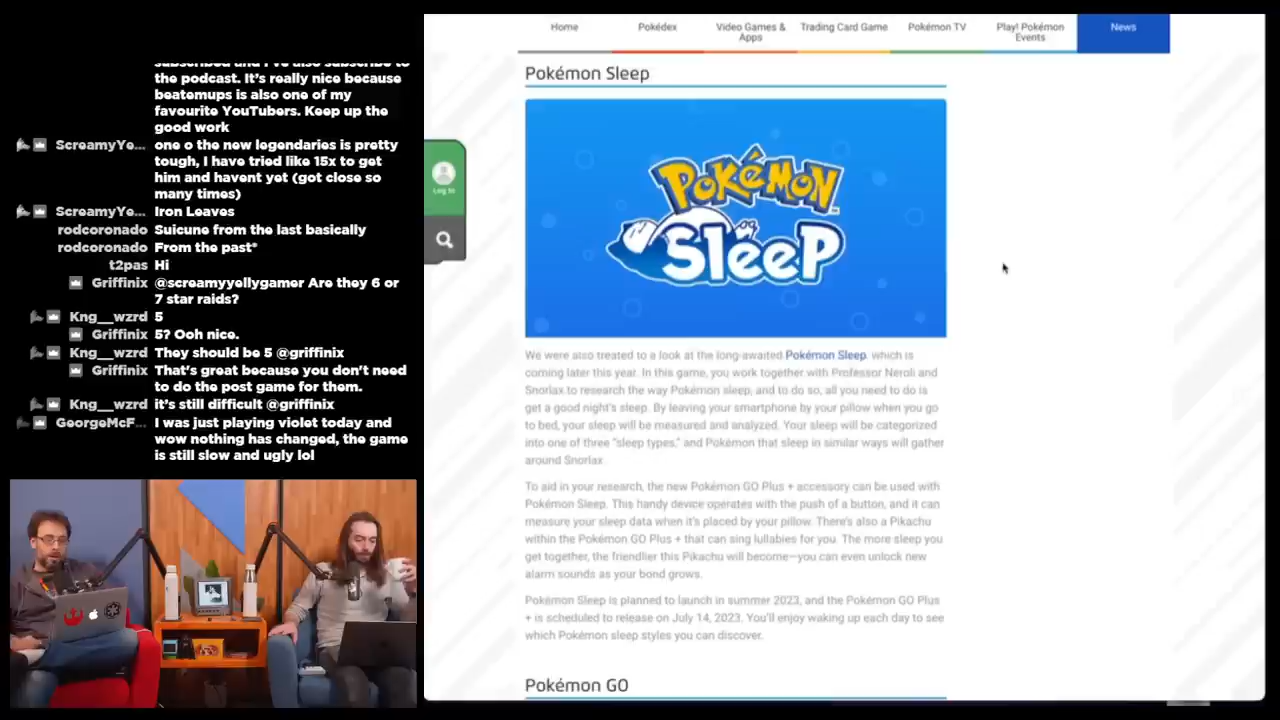 subscribed and I've also subscribe to
the podcast. It's really nice because
beatemups is also one of my
favourite YouTubers. Keep up the
good work
ScreamyYe... one o the new legendaries is pretty
tough, I have tried like 15x to get
him and havent yet (got close so
many times)
ScreamyYe... Iron Leaves
rodcoronado Suicune from the last basically
rodcoronado From the past*
t2pas Hi
Griffinix @screamyyellygamer Are they 6 or
7 star raids?
Kng__wzrd 5
Griffinix 5? Ooh nice.
Kng__wzrd They should be 5 @griffinix
Griffinix That's great because you don't need
to do the post game for them.
Kng__wzrd it's still difficult @griffinix
GeorgeMcF... I was just playing violet today and
wow nothing has changed, the game
is still slow and ugly lol
Home
Pokédex
Video Games &
Apps
Trading Card Game
Pokémon TV
Play! Pokémon
Events
News
Log In
Pokémon Sleep
POKéMON
SLeeP
We were also treated to a look at the long-awaited Pokémon Sleep, which is
coming later this year. In this game, you work together with Professor Neroli and
Snorlax to research the way Pokémon sleep, and to do so, all you need to do is
get a good night's sleep. By leaving your smartphone by your pillow when you go
to bed, your sleep will be measured and analyzed. Your sleep will be categorized
into one of three "sleep types," and Pokémon that sleep in similar ways will gather
around Snorlax
To aid in your research, the new Pokémon GO Plus + accessory can be used with
Pokémon Sleep. This handy device operates with the push of a button, and it can
measure your sleep data when it's placed by your pillow. There's also a Pikachu
within the Pokémon GO Plus + that can sing lullabies for you. The more sleep you
get together, the friendlier this Pikachu will become—you can even unlock new
alarm sounds as your bond grows.
Pokémon Sleep is planned to launch in summer 2023, and the Pokémon GO Plus
+ is scheduled to release on July 14, 2023. You'll enjoy waking up each day to see
which Pokémon sleep styles you can discover.
Pokémon GO